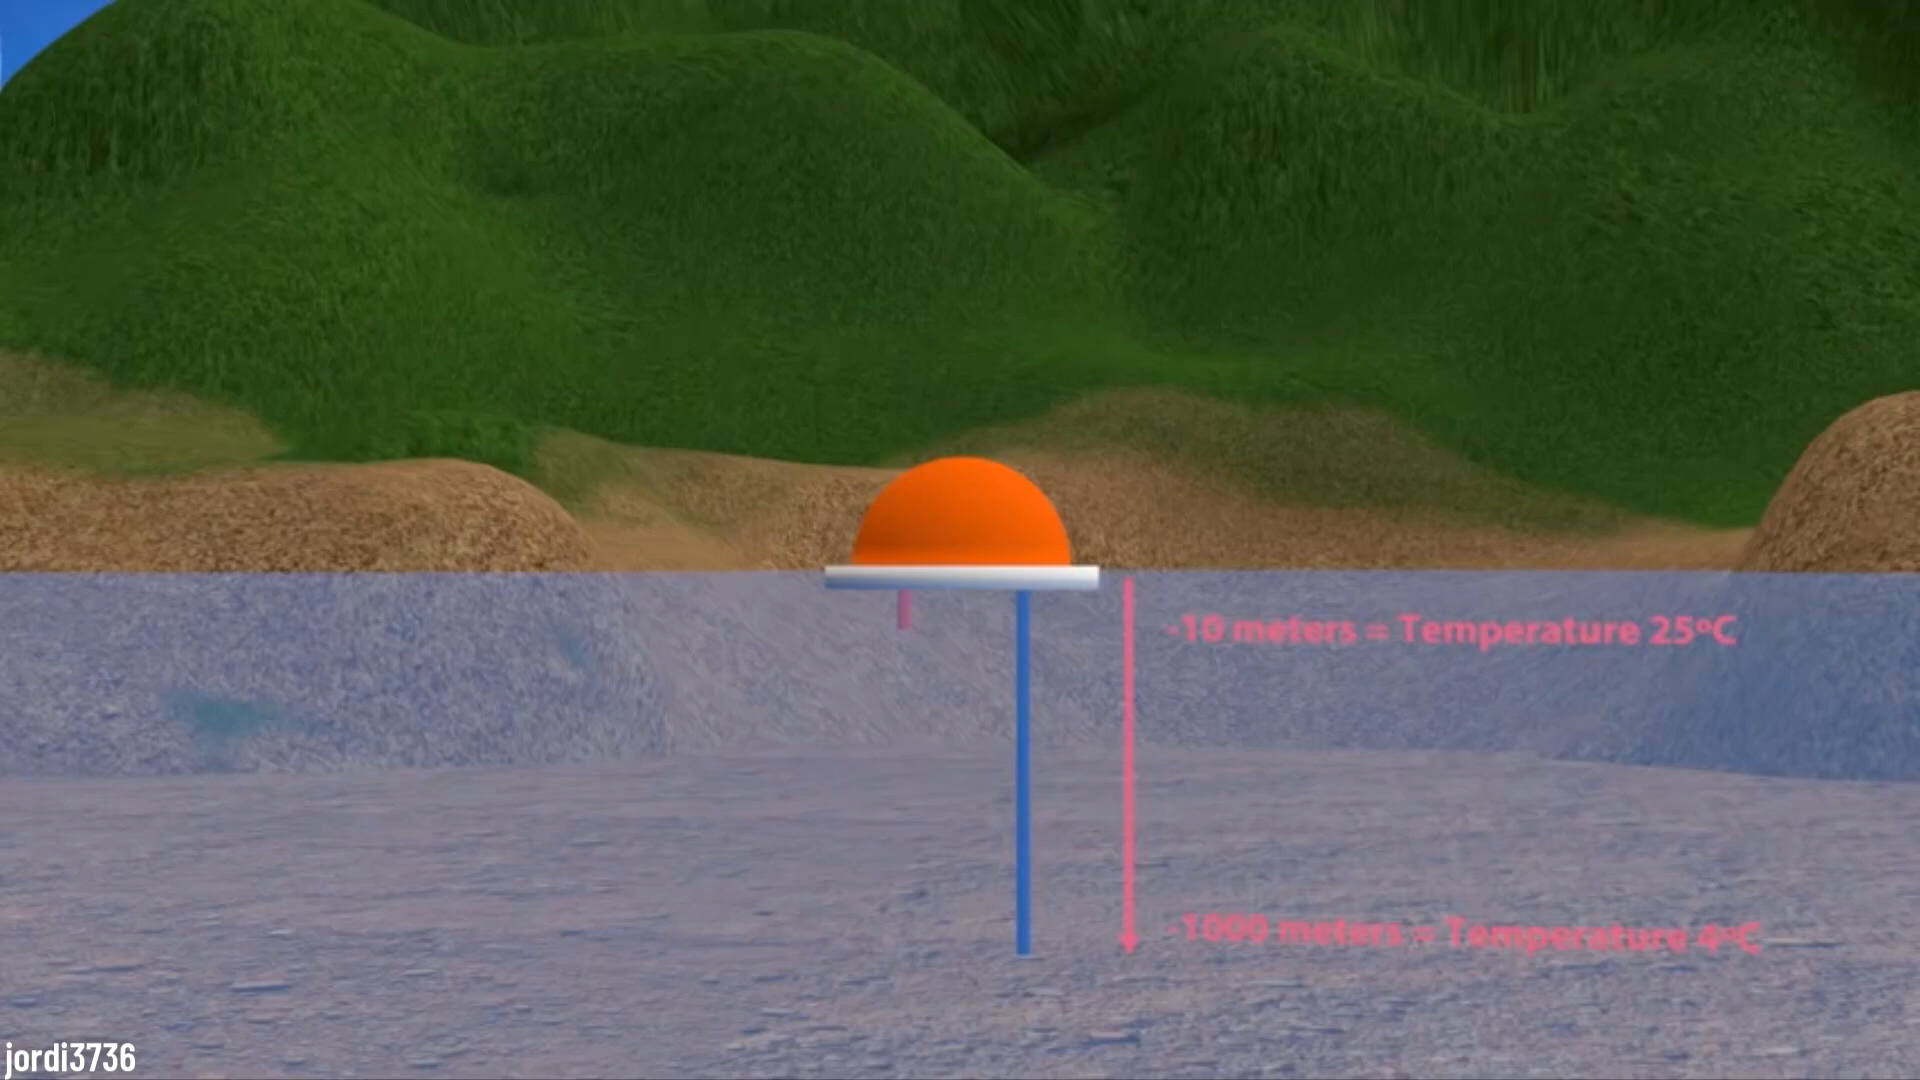 -10 meters = Temperature 25ºC
-1000 meters = Temperature 4ºC
jordi3736